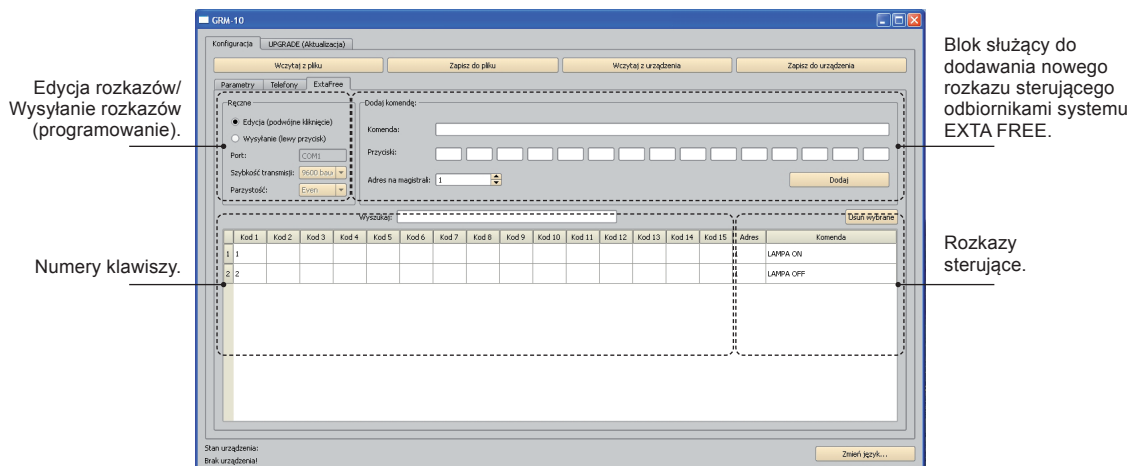 GRM-10
Konfiguracja UPGRADE (Aktualizacja)
Wczytaj z pliku Zapisz do pliku Wczytaj z urządzenia Zapisz do urządzenia
Parametry Telefony ExtaFree
Ręczne
Edycja (podwójne kliknięcie)
Wysyłanie (lewy przycisk)
Port: COM1
Szybkość transmisji: 9600 bau
Parzystość: Even
Dodaj komendę:
Komenda:
Przyciski:
Adres na magistrali: 1 Dodaj
Wyszukaj: Usuń wybrane
Kod 1 Kod 2 Kod 3 Kod 4 Kod 5 Kod 6 Kod 7 Kod 8 Kod 9 Kod 10 Kod 11 Kod 12 Kod 13 Kod 14 Kod 15 Adres Komenda
1 1 LAMPA ON
2 2 LAMPA OFF
Stan urządzenia:
Brak urządzenia!
Zmień język...
Edycja rozkazów/
Wysyłanie rozkazów
(programowanie).
Numery klawiszy.
Blok służący do
dodawania nowego
rozkazu sterującego
odbiornikami systemu
EXTA FREE.
Rozkazy
sterujące.